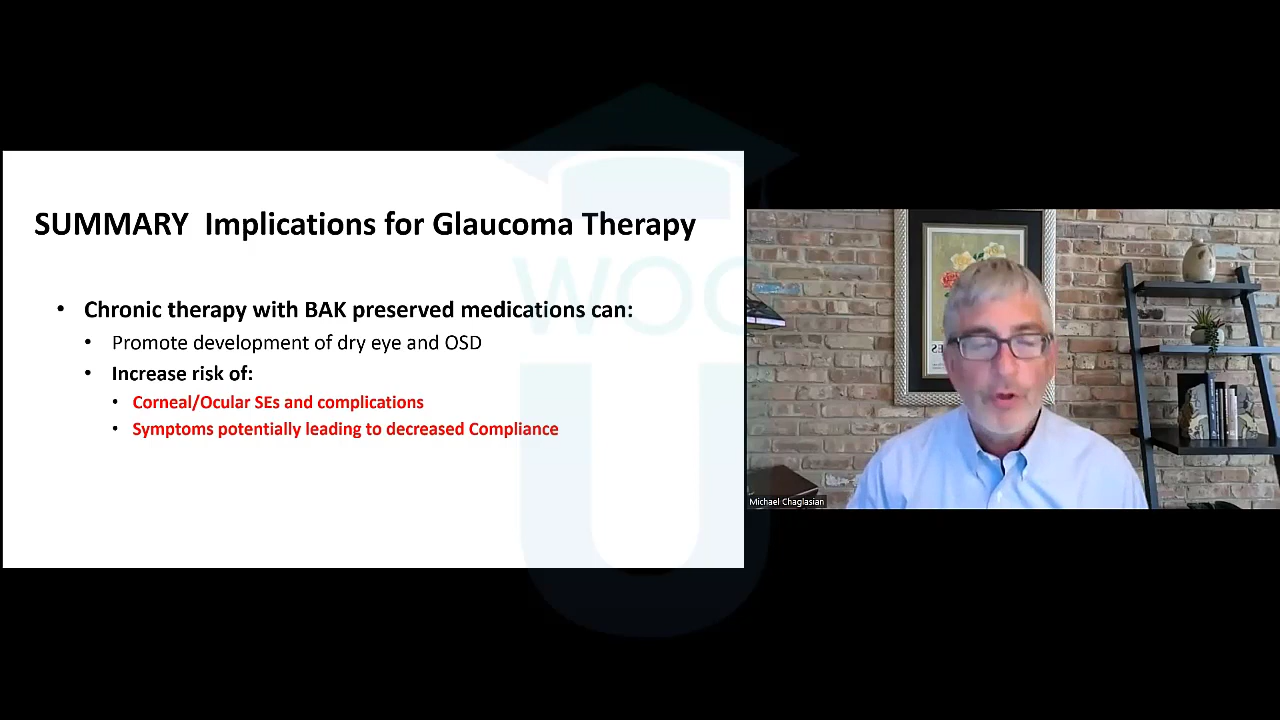 SUMMARY  Implications for Glaucoma Therapy
• Chronic therapy with BAK preserved medications can:
• Promote development of dry eye and OSD
• Increase risk of:
• Corneal/Ocular SEs and complications
• Symptoms potentially leading to decreased Compliance
WOO
U
Michael Chaglasian